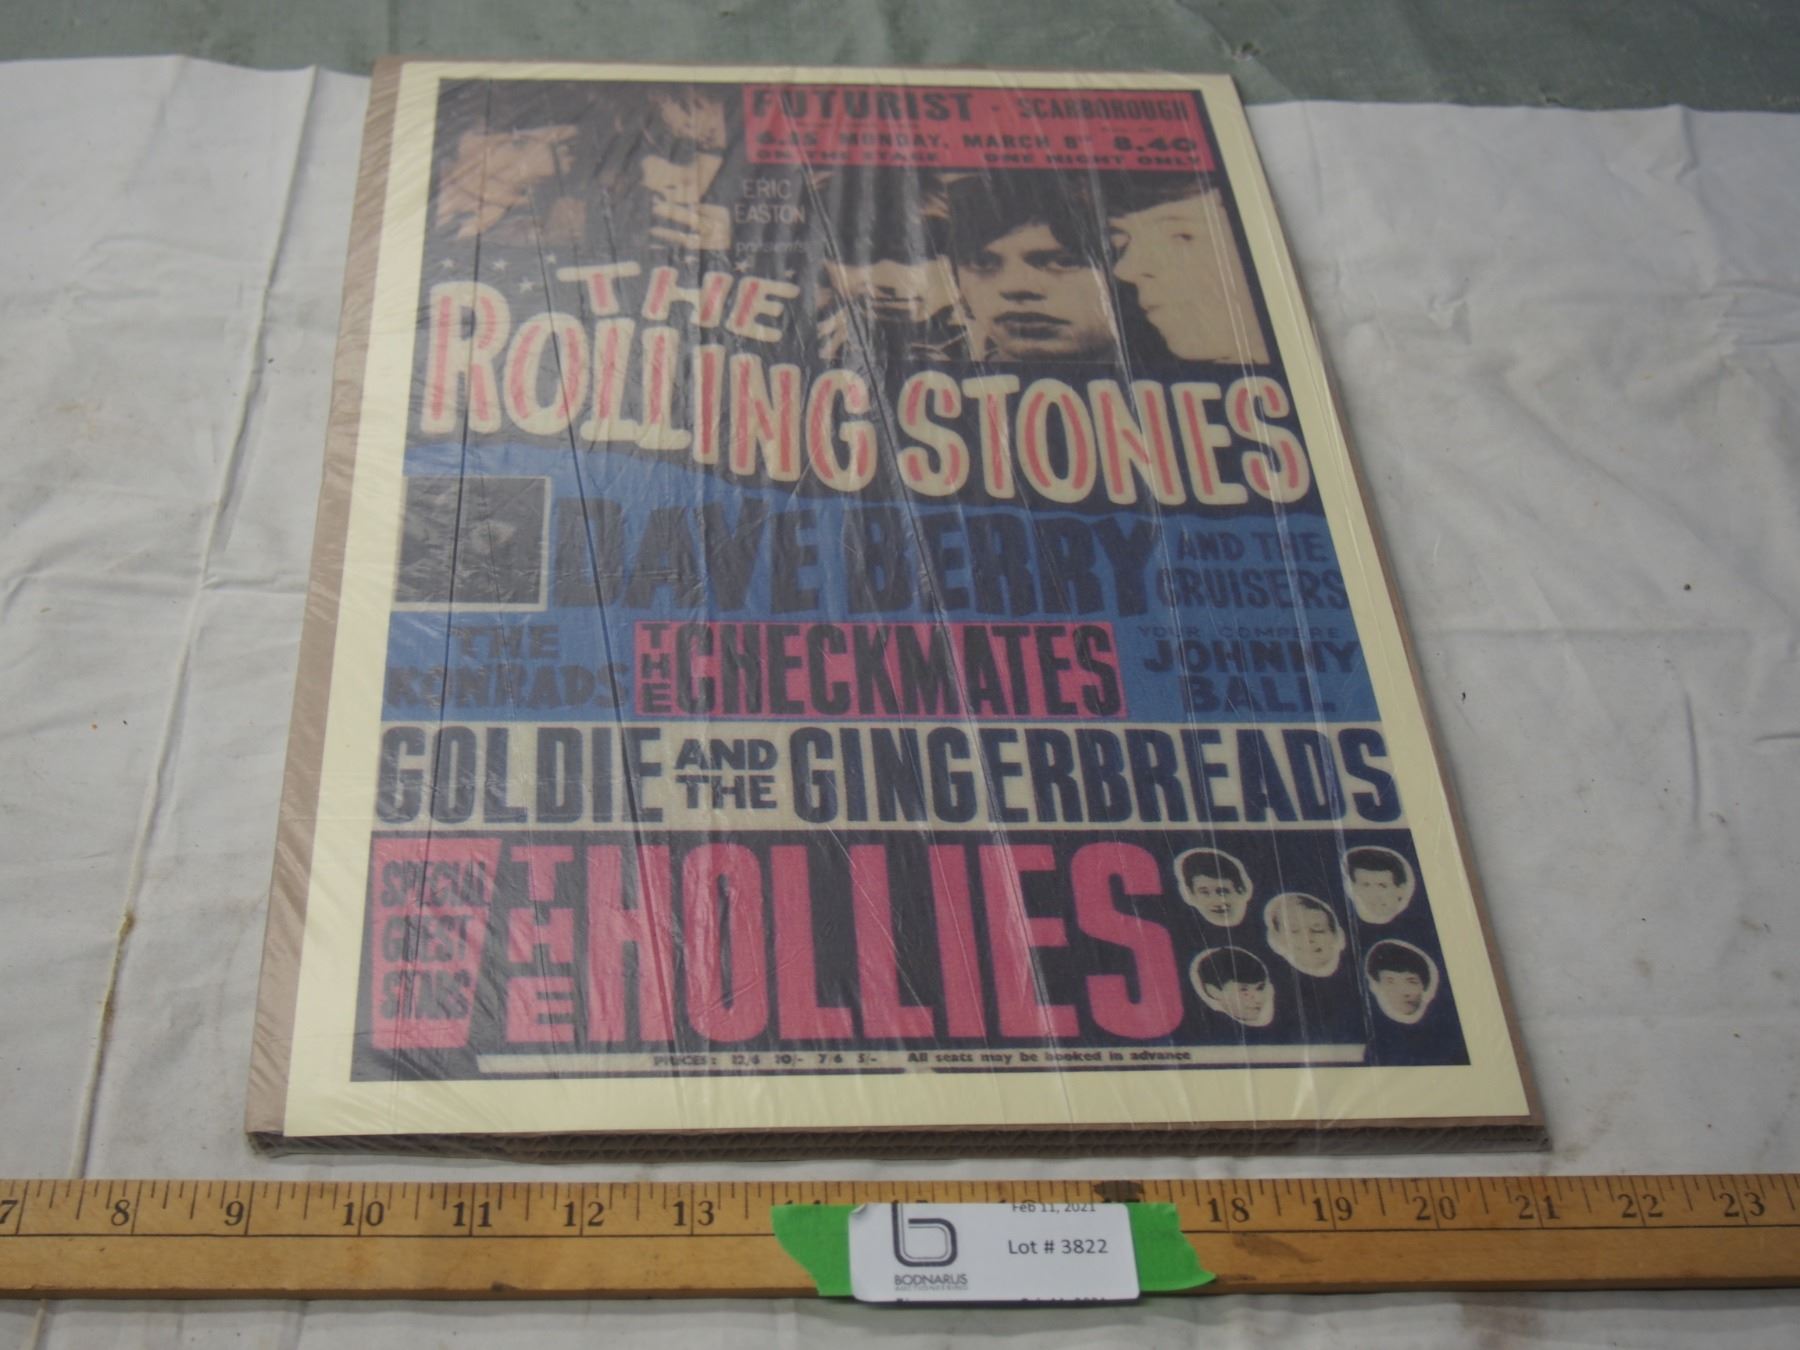 FUTURIST - SCARBOROUGH
6.15 MONDAY, MARCH 8TH 8.40
ON THE STAGE ONE NIGHT ONLY
ERIC
EASTON
presents
THE
ROLLING STONES
DAVE BERRY AND THE
CRUISERS
THE
KONRADS
THE CHECKMATES
YOUR COMPERE
JOHNNY
BALL
GOLDIE AND THE GINGERBREADS
SPECIAL
GUEST
STARS
THE HOLLIES
PRICES: 12/6 10/- 7/6 5/- All seats may be booked in advance
7 8 9 10 11 12 13 14 18 19 20 21 22 23
Feb 11, 2021
Lot # 3822
BODNARUS
AUCTIONEERING